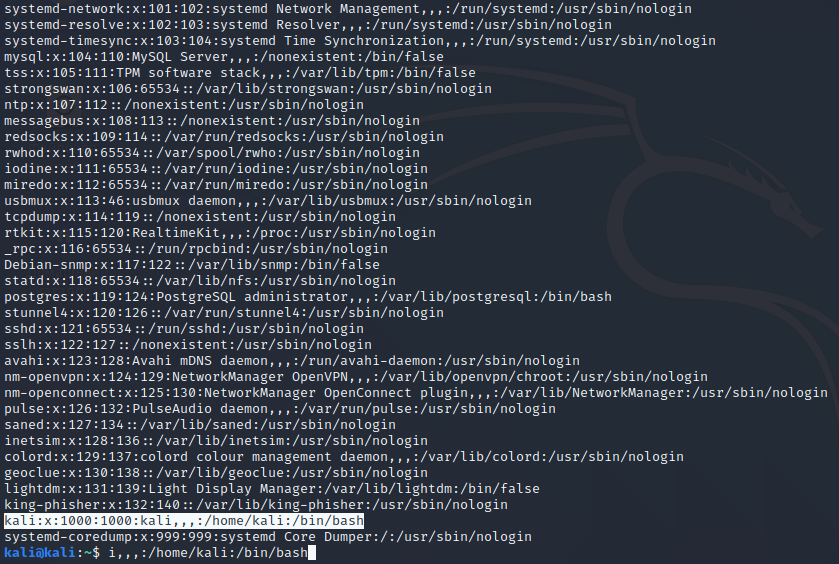 systemd-network:x:101:102:systemd Network Management,,,:/run/systemd:/usr/sbin/nologin
systemd-resolve:x:102:103:systemd Resolver,,,:/run/systemd:/usr/sbin/nologin
systemd-timesync:x:103:104:systemd Time Synchronization,,,:/run/systemd:/usr/sbin/nologin
mysql:x:104:110:MySQL Server,,,:/nonexistent:/bin/false
tss:x:105:111:TPM software stack,,,:/var/lib/tpm:/bin/false
strongswan:x:106:65534::/var/lib/strongswan:/usr/sbin/nologin
ntp:x:107:112::/nonexistent:/usr/sbin/nologin
messagebus:x:108:113::/nonexistent:/usr/sbin/nologin
redsocks:x:109:114::/var/run/redsocks:/usr/sbin/nologin
rwhod:x:110:65534::/var/spool/rwho:/usr/sbin/nologin
iodine:x:111:65534::/var/run/iodine:/usr/sbin/nologin
miredo:x:112:65534::/var/run/miredo:/usr/sbin/nologin
usbmux:x:113:46:usbmux daemon,,,:/var/lib/usbmux:/usr/sbin/nologin
tcpdump:x:114:119::/nonexistent:/usr/sbin/nologin
rtkit:x:115:120:RealtimeKit,,,:/proc:/usr/sbin/nologin
_rpc:x:116:65534::/run/rpcbind:/usr/sbin/nologin
Debian-snmp:x:117:122::/var/lib/snmp:/bin/false
statd:x:118:65534::/var/lib/nfs:/usr/sbin/nologin
postgres:x:119:124:PostgreSQL administrator,,,:/var/lib/postgresql:/bin/bash
stunnel4:x:120:126::/var/run/stunnel4:/usr/sbin/nologin
sshd:x:121:65534::/run/sshd:/usr/sbin/nologin
sslh:x:122:127::/nonexistent:/usr/sbin/nologin
avahi:x:123:128:Avahi mDNS daemon,,,:/run/avahi-daemon:/usr/sbin/nologin
nm-openvpn:x:124:129:NetworkManager OpenVPN,,,:/var/lib/openvpn/chroot:/usr/sbin/nologin
nm-openconnect:x:125:130:NetworkManager OpenConnect plugin,,,:/var/lib/NetworkManager:/usr/sbin/nologin
pulse:x:126:132:PulseAudio daemon,,,:/var/run/pulse:/usr/sbin/nologin
saned:x:127:134::/var/lib/saned:/usr/sbin/nologin
inetsim:x:128:136::/var/lib/inetsim:/usr/sbin/nologin
colord:x:129:137:colord colour management daemon,,,:/var/lib/colord:/usr/sbin/nologin
geoclue:x:130:138::/var/lib/geoclue:/usr/sbin/nologin
lightdm:x:131:139:Light Display Manager:/var/lib/lightdm:/bin/false
king-phisher:x:132:140::/var/lib/king-phisher:/usr/sbin/nologin
kali:x:1000:1000:kali,,,:/home/kali:/bin/bash
systemd-coredump:x:999:999:systemd Core Dumper:/:/usr/sbin/nologin
kali@kali:~$ i,,,:/home/kali:/bin/bash